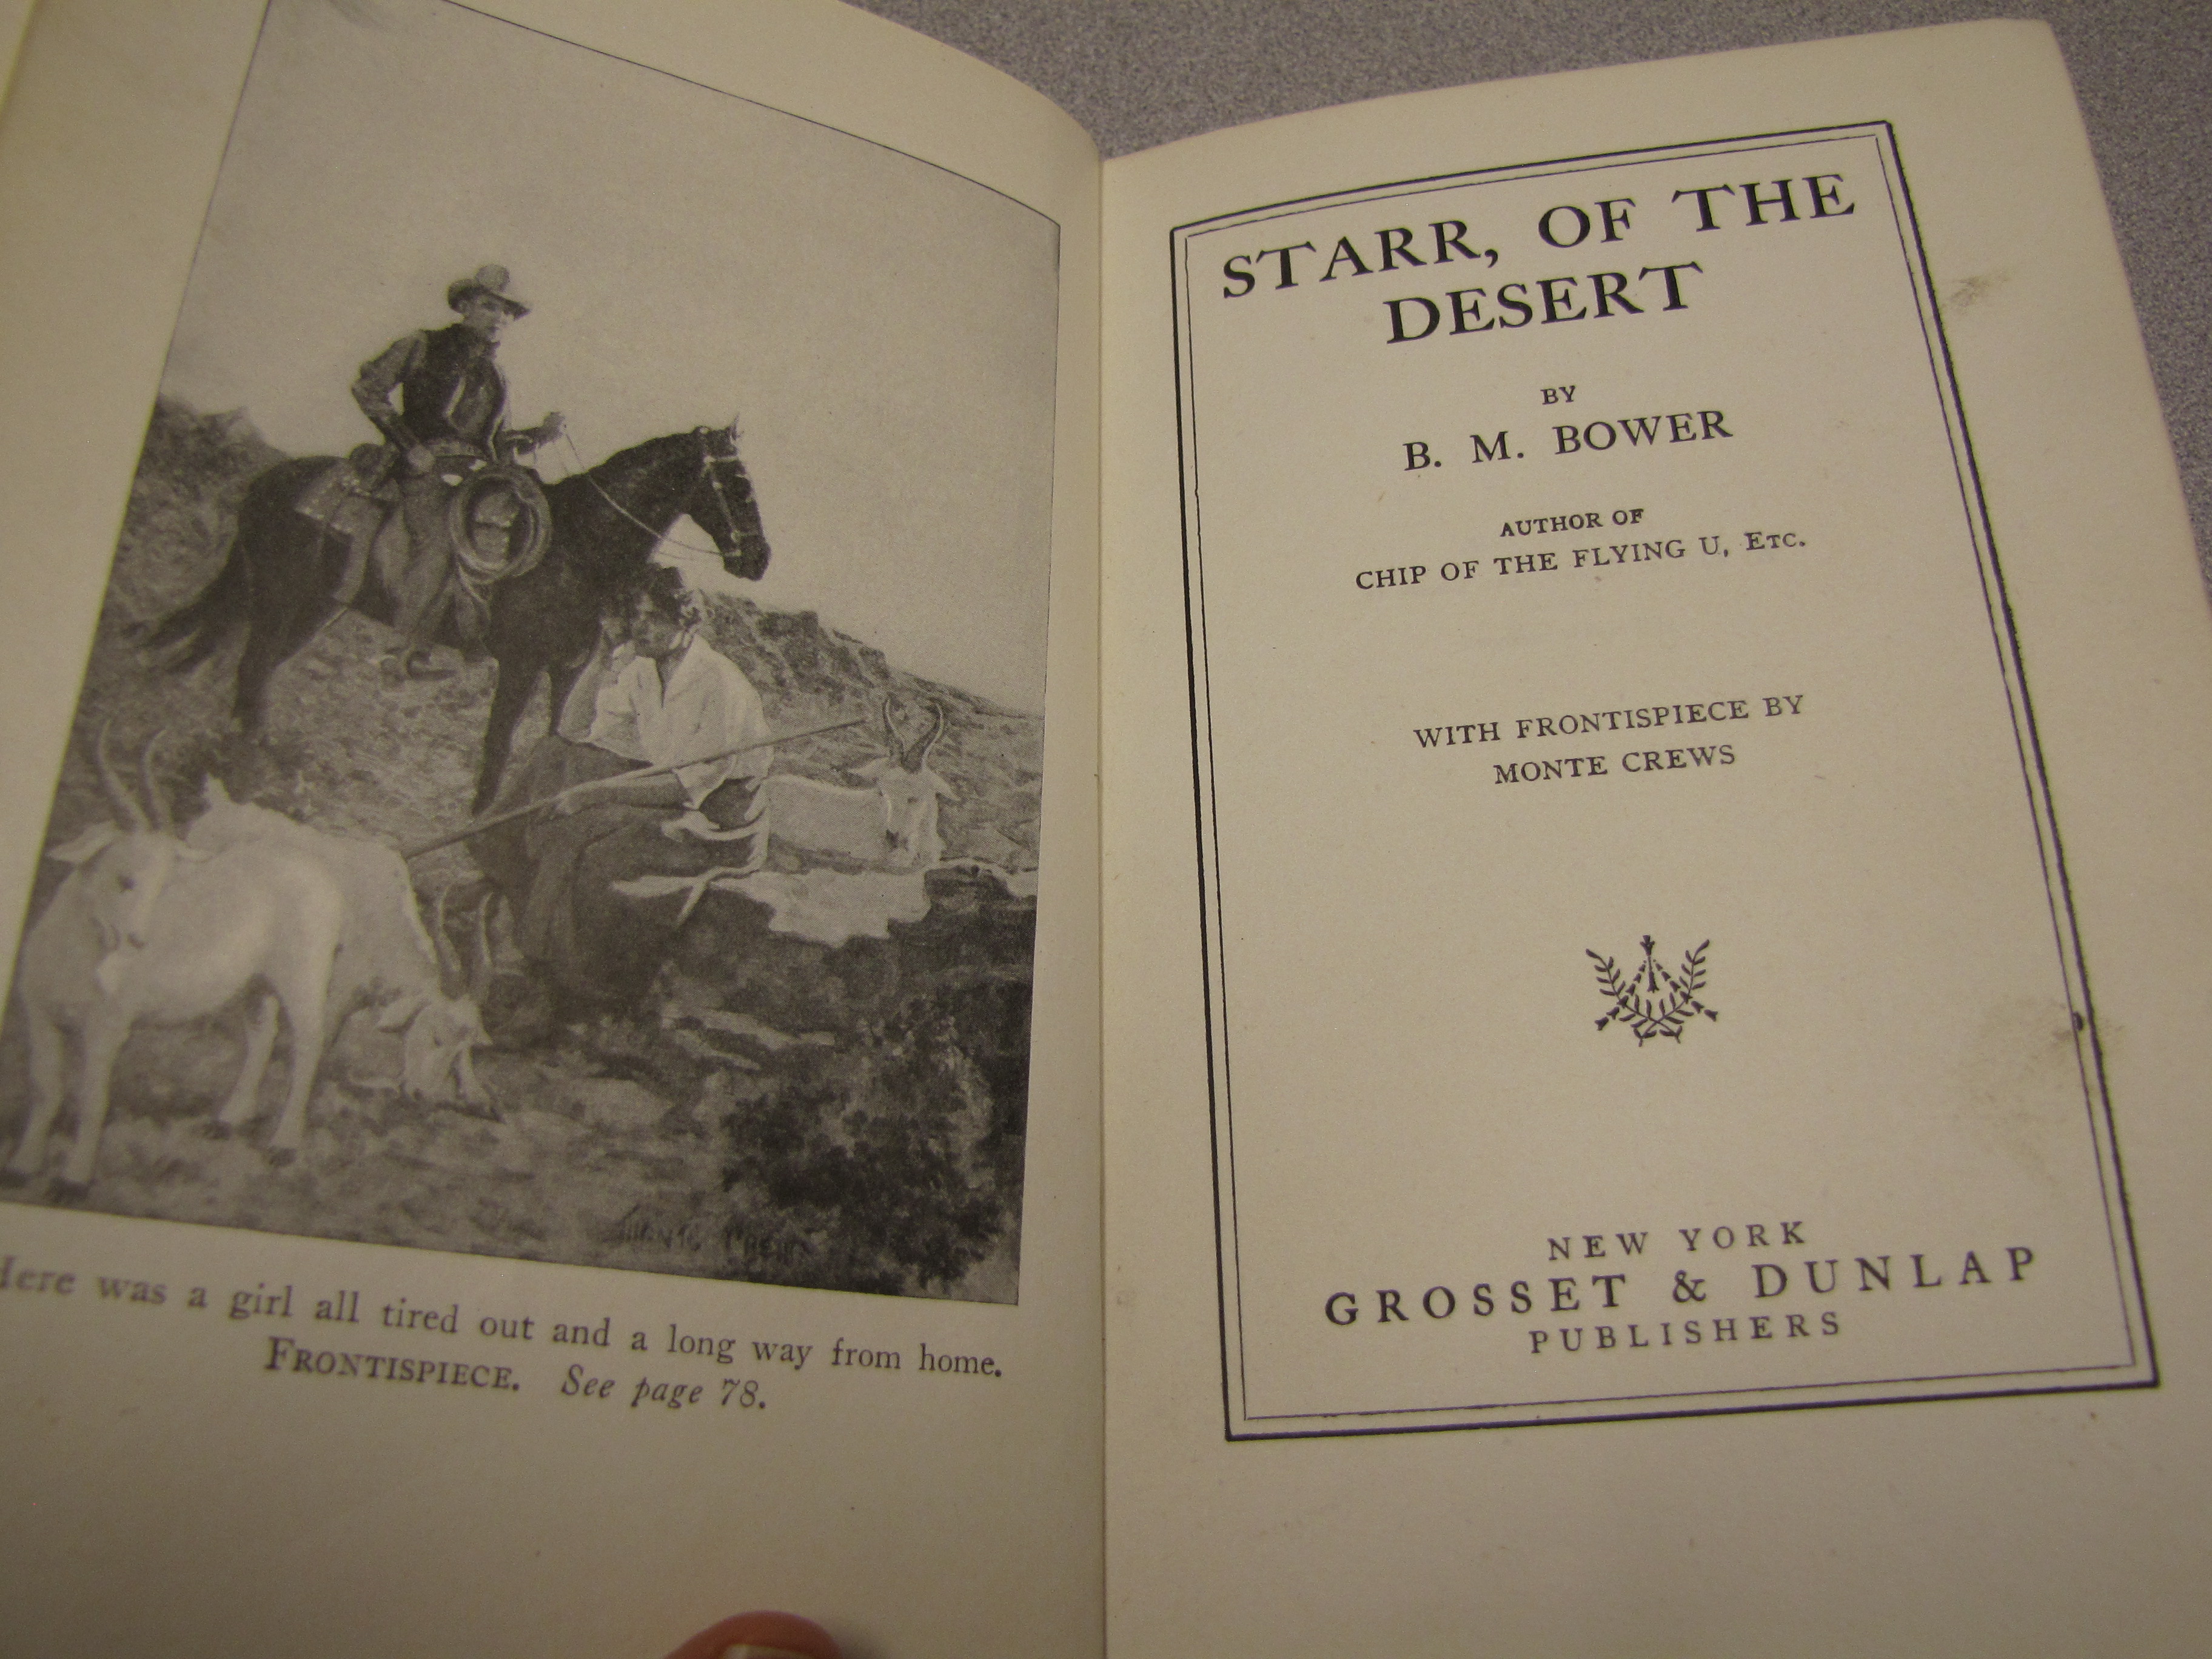 Here was a girl all tired out and a long way from home.
FRONTISPIECE. See page 78.
STARR, OF THE
DESERT
BY
B. M. BOWER
AUTHOR OF
CHIP OF THE FLYING U, ETC.
WITH FRONTISPIECE BY
MONTE CREWS
NEW YORK
GROSSET & DUNLAP
PUBLISHERS